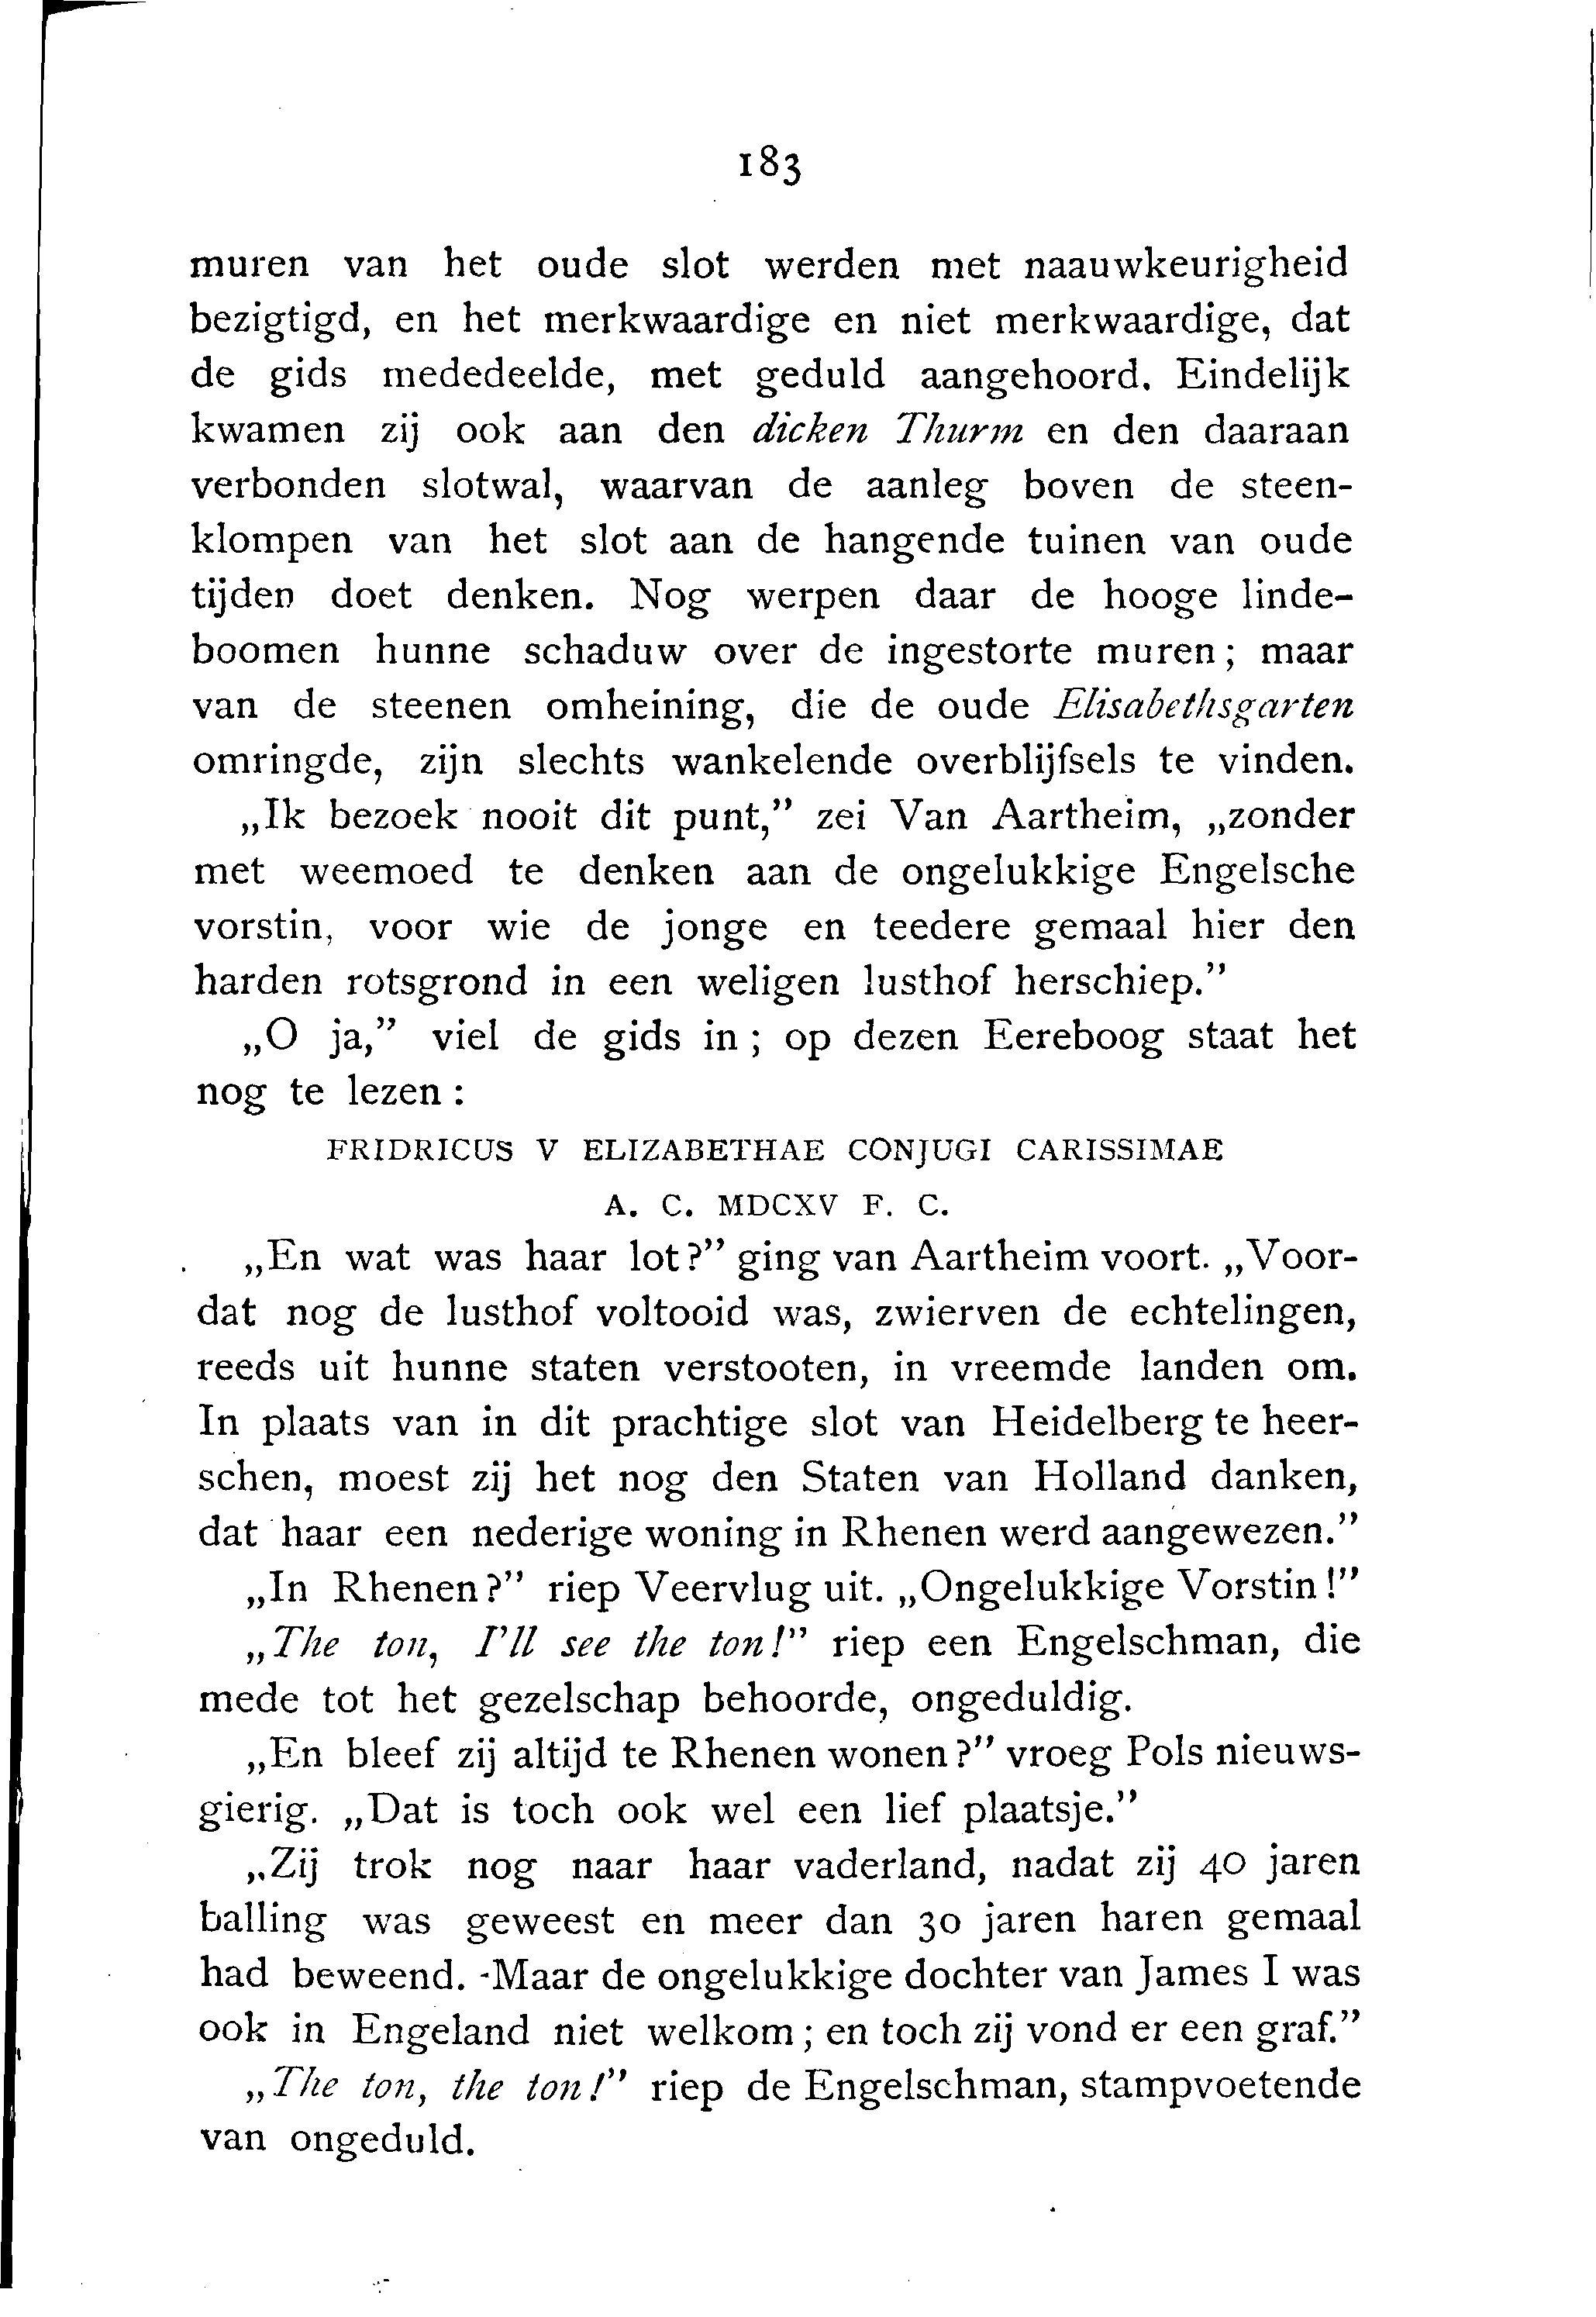 183
muren van het oude slot werden met naauwkeurigheid
bezigtigd, en het merkwaardige en niet merkwaardige, dat
de gids mededeelde, met geduld aangehoord. Eindelijk
kwamen zij ook aan den dicken Thurm en den daaraan
verbonden slotwal, waarvan de aanleg boven de steen-
klompen van het slot aan de hangende tuinen van oude
tijden doet denken. Nog werpen daar de hooge linde-
boomen hunne schaduw over de ingestorte muren; maar
van de steenen omheining, die de oude Elisabethsgarten
omringde, zijn slechts wankelende overblijfsels te vinden.
„Ik bezoek nooit dit punt,” zei Van Aartheim, „zonder
met weemoed te denken aan de ongelukkige Engelsche
vorstin, voor wie de jonge en teedere gemaal hier den
harden rotsgrond in een weligen lusthof herschiep.”
„O ja,” viel de gids in; op dezen Eereboog staat het
nog te lezen:
FRIDRICUS V ELIZABETHAE CONJUGI CARISSIMAE
A. C. MDCXV F. C.
„En wat was haar lot?” ging van Aartheim voort. „Voor-
dat nog de lusthof voltooid was, zwierven de echtelingen,
reeds uit hunne staten verstooten, in vreemde landen om.
In plaats van in dit prachtige slot van Heidelberg te heer-
schen, moest zij het nog den Staten van Holland danken,
dat haar een nederige woning in Rhenen werd aangewezen.”
„In Rhenen?” riep Veervlug uit. „Ongelukkige Vorstin!”
„The ton, I'll see the ton!” riep een Engelschman, die
mede tot het gezelschap behoorde, ongeduldig.
„En bleef zij altijd te Rhenen wonen?” vroeg Pols nieuws-
gierig. „Dat is toch ook wel een lief plaatsje.”
„Zij trok nog naar haar vaderland, nadat zij 40 jaren
balling was geweest en meer dan 30 jaren haren gemaal
had beweend. Maar de ongelukkige dochter van James I was
ook in Engeland niet welkom; en toch zij vond er een graf.”
„The ton, the ton!” riep de Engelschman, stampvoetende
van ongeduld.